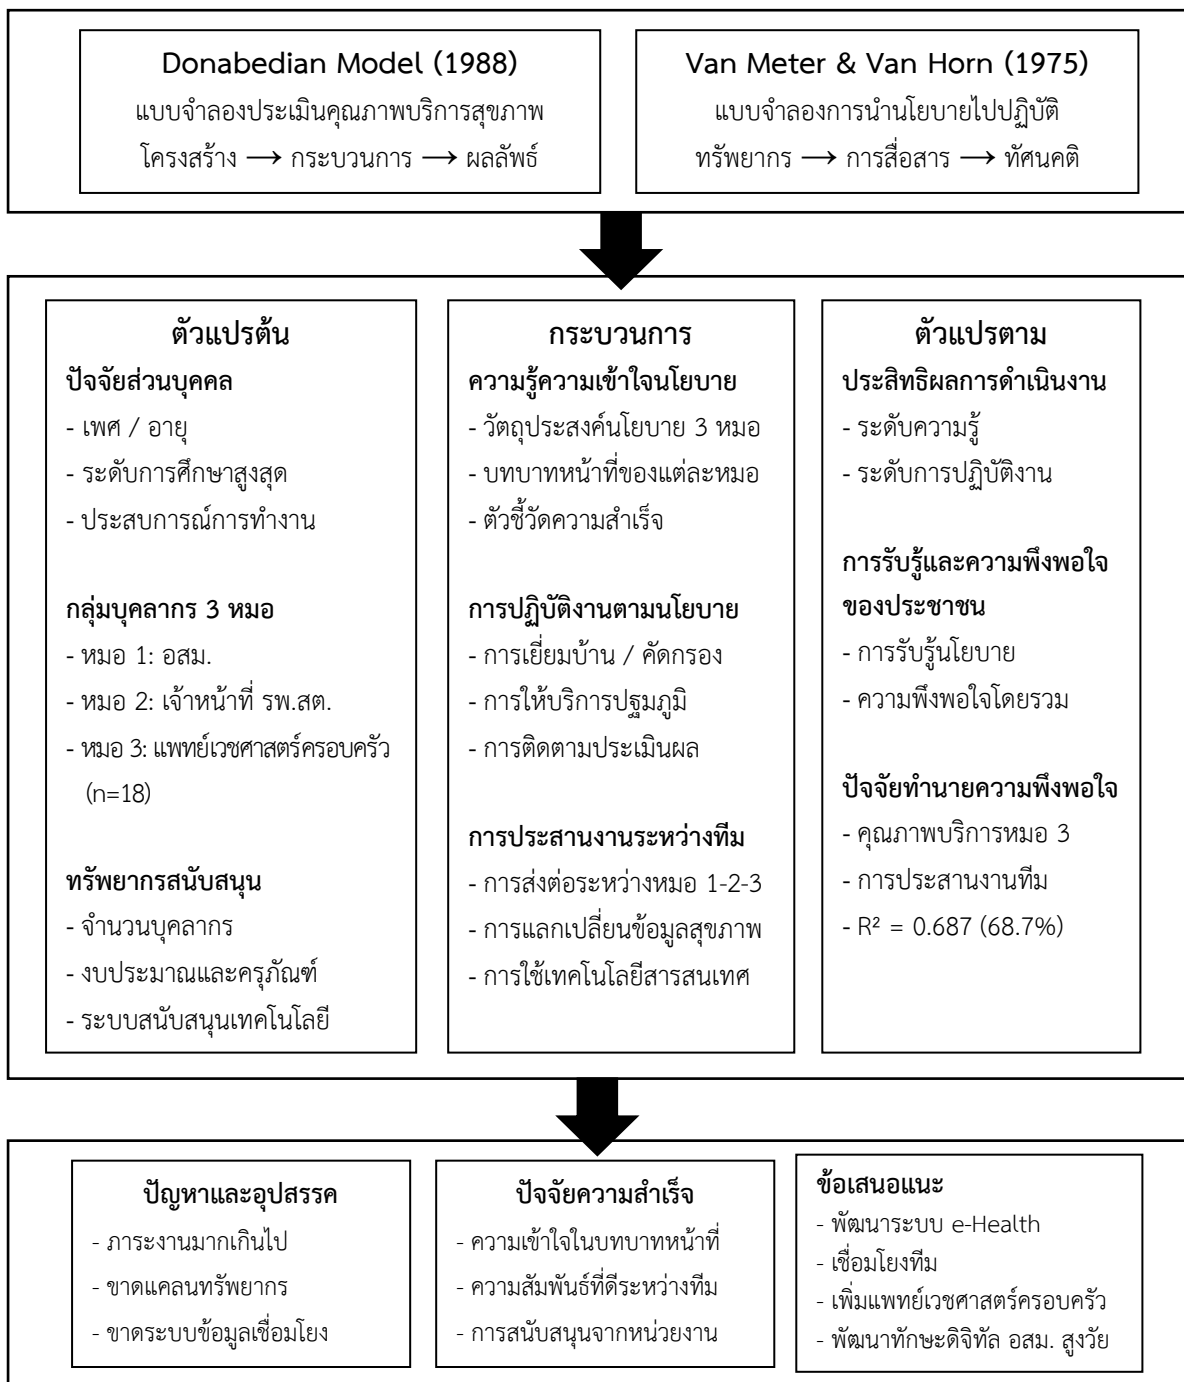 Donabedian Model (1988)
แบบจำลองประเมินคุณภาพบริการสุขภาพ
โครงสร้าง → กระบวนการ → ผลลัพธ์
Van Meter & Van Horn (1975)
แบบจำลองการนำนโยบายไปปฏิบัติ
ทรัพยากร → การสื่อสาร → ทัศนคติ
ตัวแปรต้น
ปัจจัยส่วนบุคคล
- เพศ / อายุ
- ระดับการศึกษาสูงสุด
- ประสบการณ์การทำงาน
กลุ่มบุคลากร 3 หมอ
- หมอ 1: อสม.
- หมอ 2: เจ้าหน้าที่ รพ.สต.
- หมอ 3: แพทย์เวชศาสตร์ครอบครัว
(n=18)
ทรัพยากรสนับสนุน
- จำนวนบุคลากร
- งบประมาณและครุภัณฑ์
- ระบบสนับสนุนเทคโนโลยี
กระบวนการ
ความรู้ความเข้าใจนโยบาย
- วัตถุประสงค์นโยบาย 3 หมอ
- บทบาทหน้าที่ของแต่ละหมอ
- ตัวชี้วัดความสำเร็จ
การปฏิบัติงานตามนโยบาย
- การเยี่ยมบ้าน / คัดกรอง
- การให้บริการปฐมภูมิ
- การติดตามประเมินผล
การประสานงานระหว่างทีม
- การส่งต่อระหว่างหมอ 1-2-3
- การแลกเปลี่ยนข้อมูลสุขภาพ
- การใช้เทคโนโลยีสารสนเทศ
ตัวแปรตาม
ประสิทธิผลการดำเนินงาน
- ระดับความรู้
- ระดับการปฏิบัติงาน
การรับรู้และความพึงพอใจ
ของประชาชน
- การรับรู้นโยบาย
- ความพึงพอใจโดยรวม
ปัจจัยทำนายความพึงพอใจ
- คุณภาพบริการหมอ 3
- การประสานงานทีม
- R² = 0.687 (68.7%)
ปัญหาและอุปสรรค
- ภาระงานมากเกินไป
- ขาดแคลนทรัพยากร
- ขาดระบบข้อมูลเชื่อมโยง
ปัจจัยความสำเร็จ
- ความเข้าใจในบทบาทหน้าที่
- ความสัมพันธ์ที่ดีระหว่างทีม
- การสนับสนุนจากหน่วยงาน
ข้อเสนอแนะ
- พัฒนาระบบ e-Health
- เชื่อมโยงทีม
- เพิ่มแพทย์เวชศาสตร์ครอบครัว
- พัฒนาทักษะดิจิทัล อสม. สูงวัย